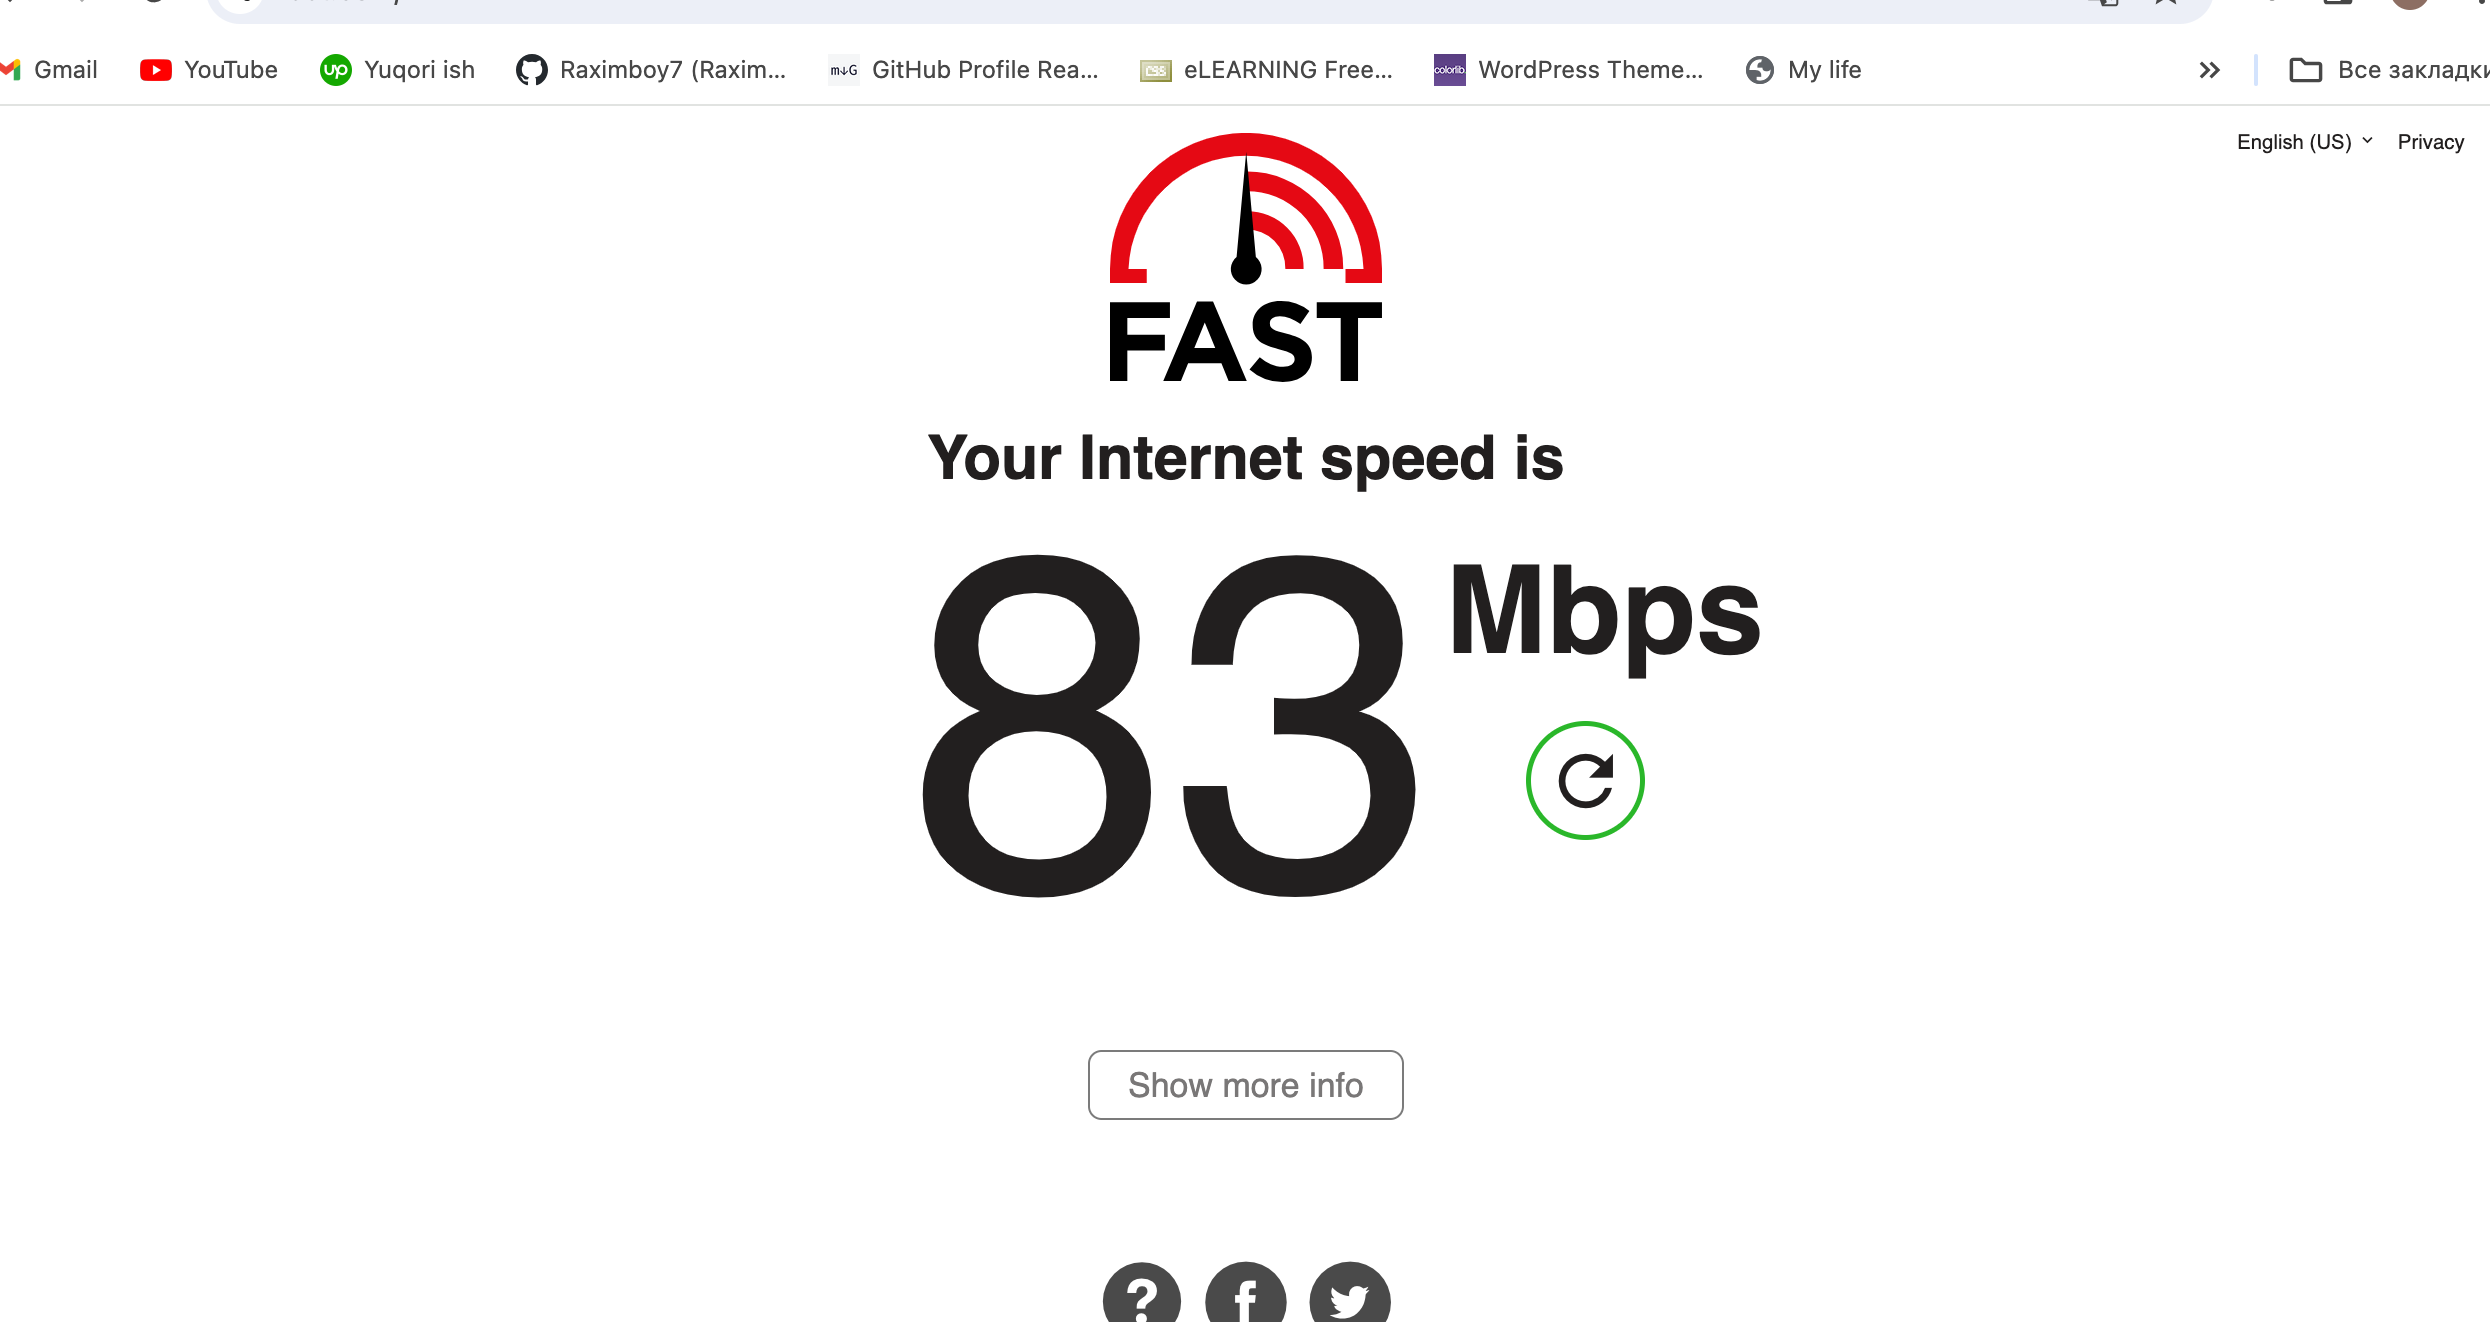 Gmail YouTube Yuqori ish Raximboy7 (Raxim... GitHub Profile Rea... eLEARNING Free... WordPress Theme... My life Все закладки
English (US) Privacy
FAST
Your Internet speed is
83 Mbps
Show more info